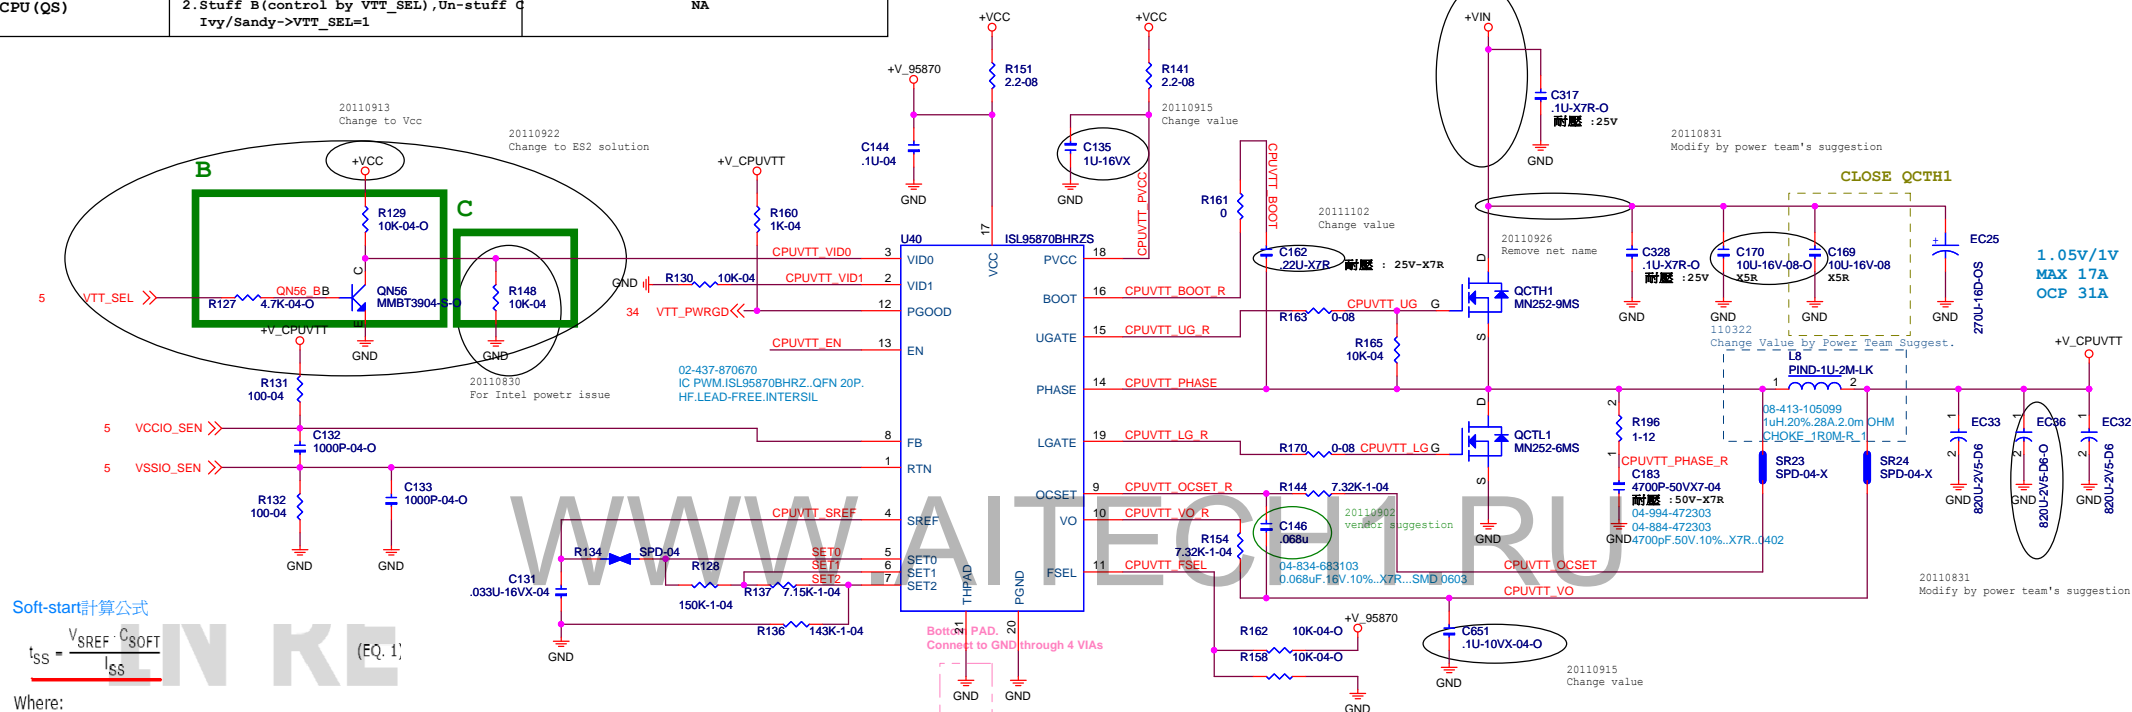 CPU(QS)
2.Stuff B(control by VTT_SEL),Un-stuff C
Ivy/Sandy->VTT_SEL=1
NA
+VCC
R151
2.2-08
+V_95870
C144
.1U-04
GND
+VCC
R141
2.2-08
20110915
Change value
C135
1U-16VX
GND
CPUVTT_PVCC
+VIN
C317
.1U-X7R-O
耐壓 :25V
GND
20110831
Modify by power team's suggestion
CLOSE QCTH1
20110913
Change to Vcc
20110922
Change to ES2 solution
+VCC
B
R129
10K-04-O
C
+V_CPUVTT
R160
1K-04
R161
0
CPUVTT_BOOT
20111102
Change value
C162
.22U-X7R
耐壓 : 25V-X7R
20110926
Remove net name
C328
.1U-X7R-O
耐壓 :25V
GND
C170
10U-16V-08-O
X5R
GND
C169
10U-16V-08
X5R
GND
EC25
270U-16D-OS
GND
1.05V/1V
MAX 17A
OCP 31A
5
VTT_SEL
R127
4.7K-04-O
QN56_B
B
C
E
QN56
MMBT3904-S-O
GND
R148
10K-04
GND
20110830
For Intel powetr issue
GND
R130
10K-04
34
VTT_PWRGD
CPUVTT_VID0
CPUVTT_VID1
CPUVTT_EN
02-437-870670
IC PWM.ISL95870BHRZ..QFN 20P.
HF.LEAD-FREE.INTERSIL
U40
ISL95870BHRZS
17
VCC
3
VID0
2
VID1
12
PGOOD
13
EN
8
FB
1
RTN
4
SREF
5
SET0
6
SET1
7
SET2
THPAD
21
PGND
20
18
PVCC
16
BOOT
15
UGATE
14
PHASE
19
LGATE
9
OCSET
10
VO
11
FSEL
CPUVTT_BOOT_R
CPUVTT_UG_R
CPUVTT_PHASE
CPUVTT_LG_R
CPUVTT_OCSET_R
CPUVTT_VO_R
CPUVTT_FSEL
R163
0-08
CPUVTT_UG
G
D
S
QCTH1
MN252-9MS
R165
10K-04
110322
Change Value by Power Team Suggest.
L8
PIND-1U-2M-LK
1
2
08-413-105099
1uH.20%.28A.2.0m OHM
CHOKE_1R0M-R_1
+V_CPUVTT
R170
0-08
CPUVTT_LG
G
D
S
QCTL1
MN252-6MS
GND
2
R196
1-12
1
CPUVTT_PHASE_R
C183
4700P-50VX7-04
耐壓 :50V-X7R
04-994-472303
04-884-472303
4700pF.50V.10%..X7R..0402
GND
SR23
SPD-04-X
SR24
SPD-04-X
1
EC33
2
GND
820U-2V5-D6
1
EC36
2
GND
820U-2V5-D6-O
1
EC32
2
GND
820U-2V5-D6
+V_CPUVTT
R131
100-04
5
VCCIO_SEN
C132
1000P-04-O
5
VSSIO_SEN
R132
100-04
GND
C133
1000P-04-O
GND
R144
7.32K-1-04
C146
.068u
20110902
vendor suggestion
R154
7.32K-1-04
04-834-683103
0.068uF.16V.10%..X7R...SMD 0603
CPUVTT_OCSET
CPUVTT_VO
20110831
Modify by power team's suggestion
CPUVTT_SREF
R134
SPD-04
SET0
SET1
SET2
R128
150K-1-04
R137
7.15K-1-04
R136
143K-1-04
C131
.033U-16VX-04
GND
Bottom PAD.
Connect to GND through 4 VIAs
GND
GND
R162
10K-04-O
+V_95870
R158
10K-04-O
GND
C651
.1U-10VX-04-O
GND
20110915
Change value
WWW.AITECH1.RU
Soft-start計算公式
t_SS = V_SREF · C_SOFT / I_SS
(EQ. 1)
Where: